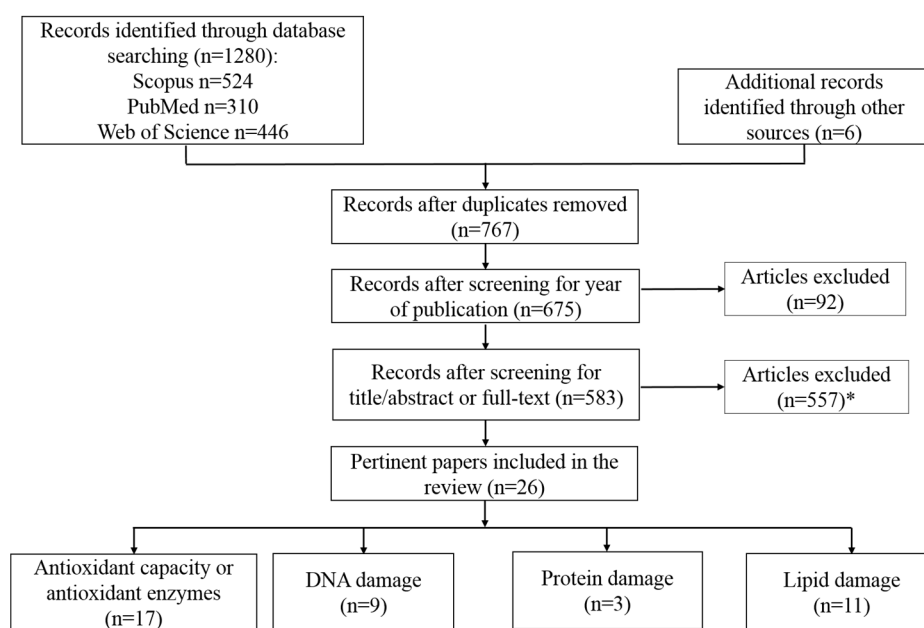 Records identified through database
searching (n=1280):
Scopus n=524
PubMed n=310
Web of Science n=446
Additional records
identified through other
sources (n=6)
Records after duplicates removed
(n=767)
Records after screening for year
of publication (n=675)
Articles excluded
(n=92)
Records after screening for
title/abstract or full-text (n=583)
Articles excluded
(n=557)*
Pertinent papers included in the
review (n=26)
Antioxidant capacity or
antioxidant enzymes
(n=17)
DNA damage
(n=9)
Protein damage
(n=3)
Lipid damage
(n=11)